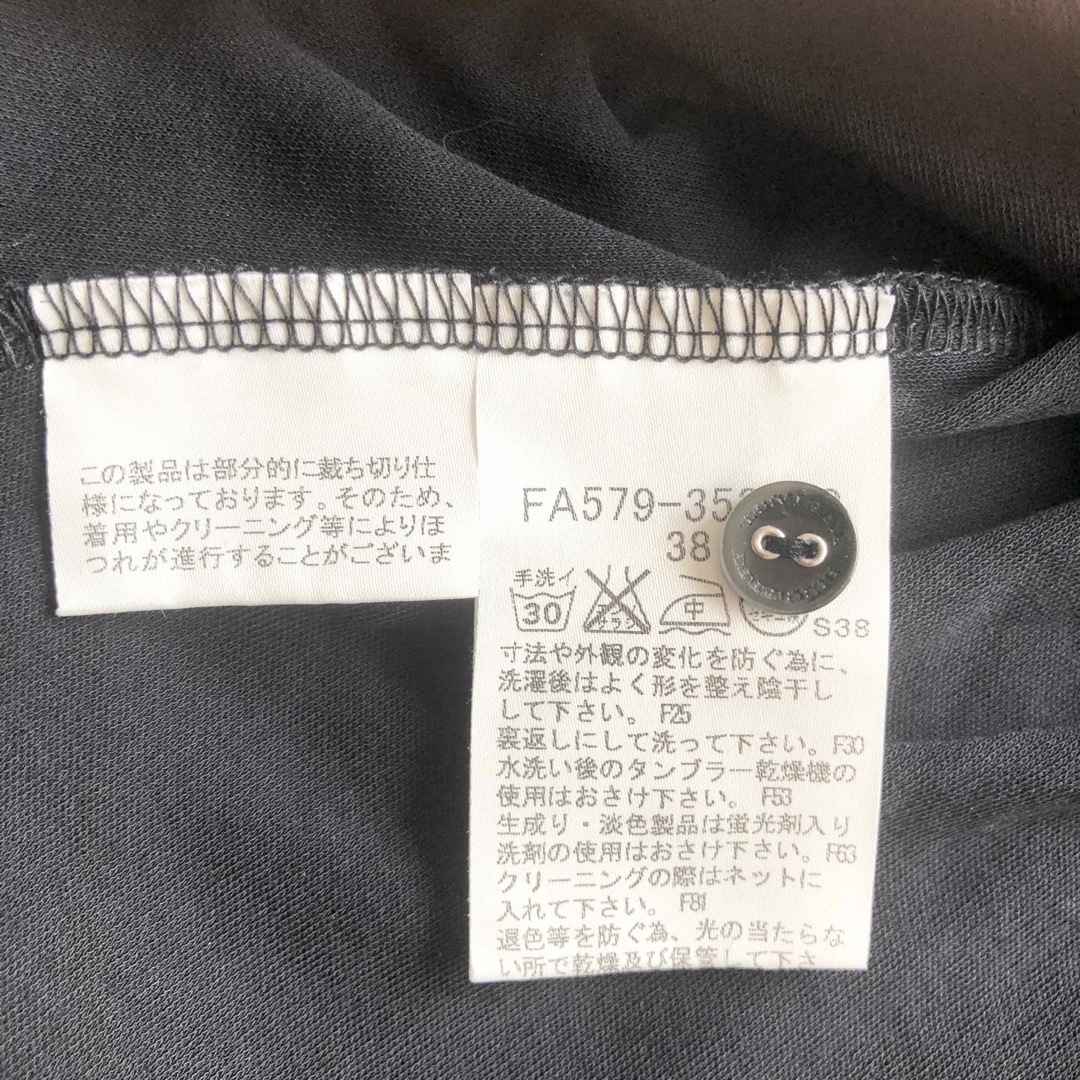 この製品は部分的に裁ち切り仕
様になっております。そのため、
着用やクリーニング等によりほ
つれが進行することがございま
38
手洗イ
30
中
S38
寸法や外観の変化を防ぐ為に、
洗濯後はよく形を整え陰干し
して下さい。 F25
裏返しにして洗って下さい。F30
水洗い後のタンブラー乾燥機の
使用はおさけ下さい。 F53
生成り・淡色製品は蛍光剤入り
洗剤の使用はおさけ下さい。F63
クリーニングの際はネットに
入れて下さい。 F81
退色等を防ぐ為、光の当たらな
い所で乾燥及び保管して下さ